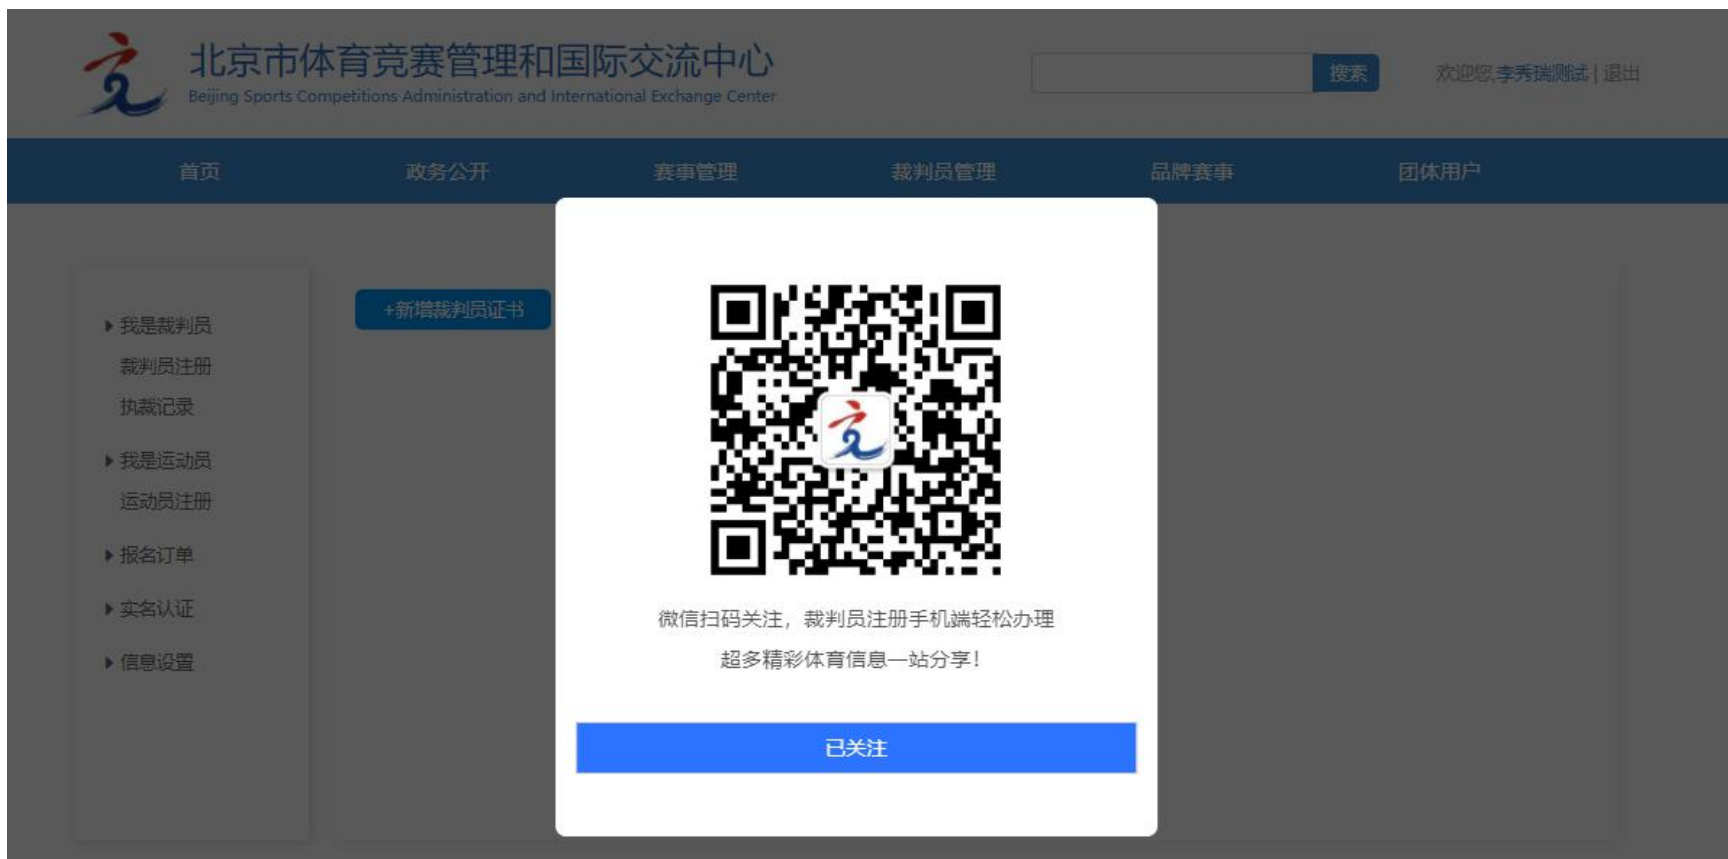 北京市体育竞赛管理和国际交流中心
Beijing Sports Competitions Administration and International Exchange Center
搜索
欢迎您,李秀瑞测试 | 退出
首页 政务公开 赛事管理 裁判员管理 品牌赛事 团体用户
我是裁判员
裁判员注册
执裁记录
我是运动员
运动员注册
报名订单
实名认证
信息设置
+新增裁判员证书
微信扫码关注，裁判员注册手机端轻松办理
超多精彩体育信息一站分享！
已关注